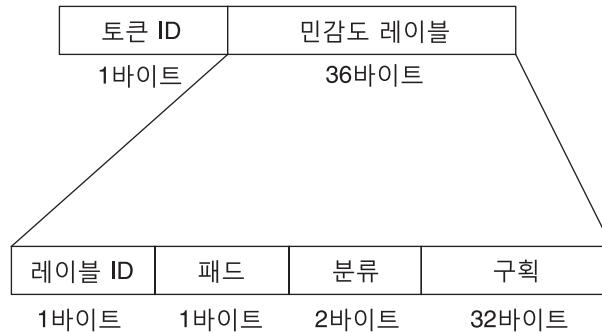 토큰 ID 민감도 레이블
1바이트 36바이트
레이블 ID 패드 분류 구획
1바이트 1바이트 2바이트 32바이트